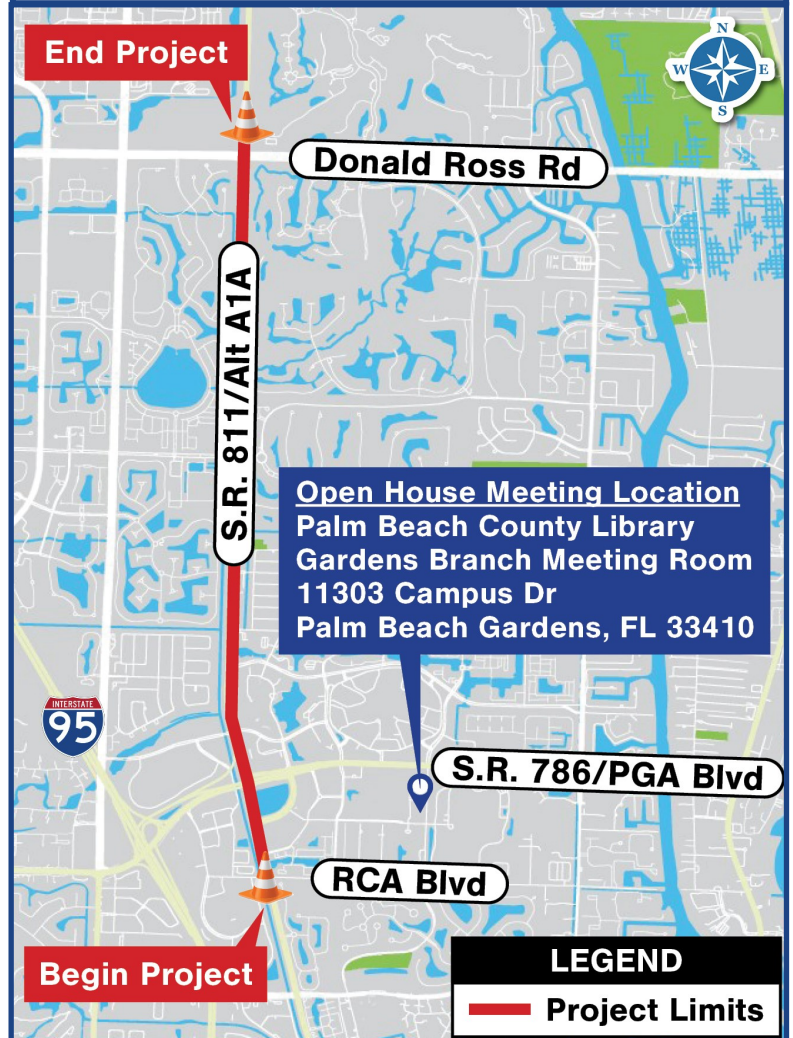 End Project
N
W
E
S
Donald Ross Rd
S.R. 811/Alt A1A
Open House Meeting Location
Palm Beach County Library
Gardens Branch Meeting Room
11303 Campus Dr
Palm Beach Gardens, FL 33410
INTERSTATE
95
S.R. 786/PGA Blvd
RCA Blvd
Begin Project
LEGEND
Project Limits